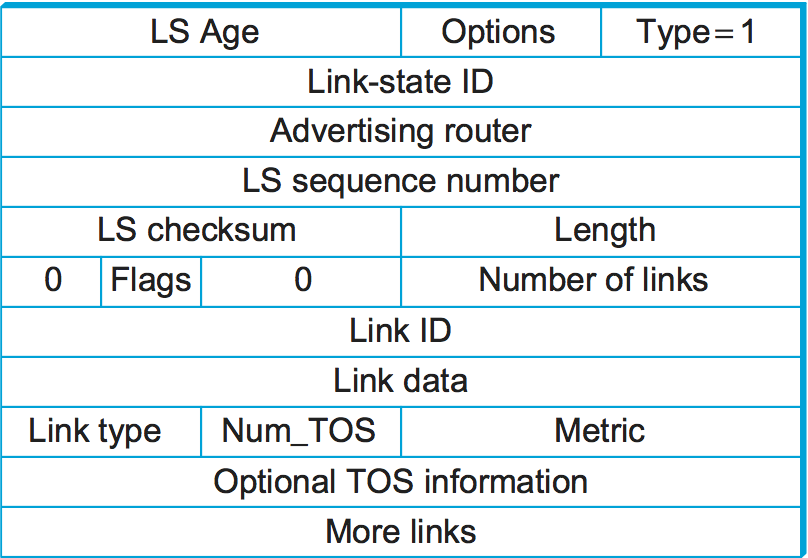 LS Age Options Type=1
Link-state ID
Advertising router
LS sequence number
LS checksum Length
0 Flags 0 Number of links
Link ID
Link data
Link type Num_TOS Metric
Optional TOS information
More links